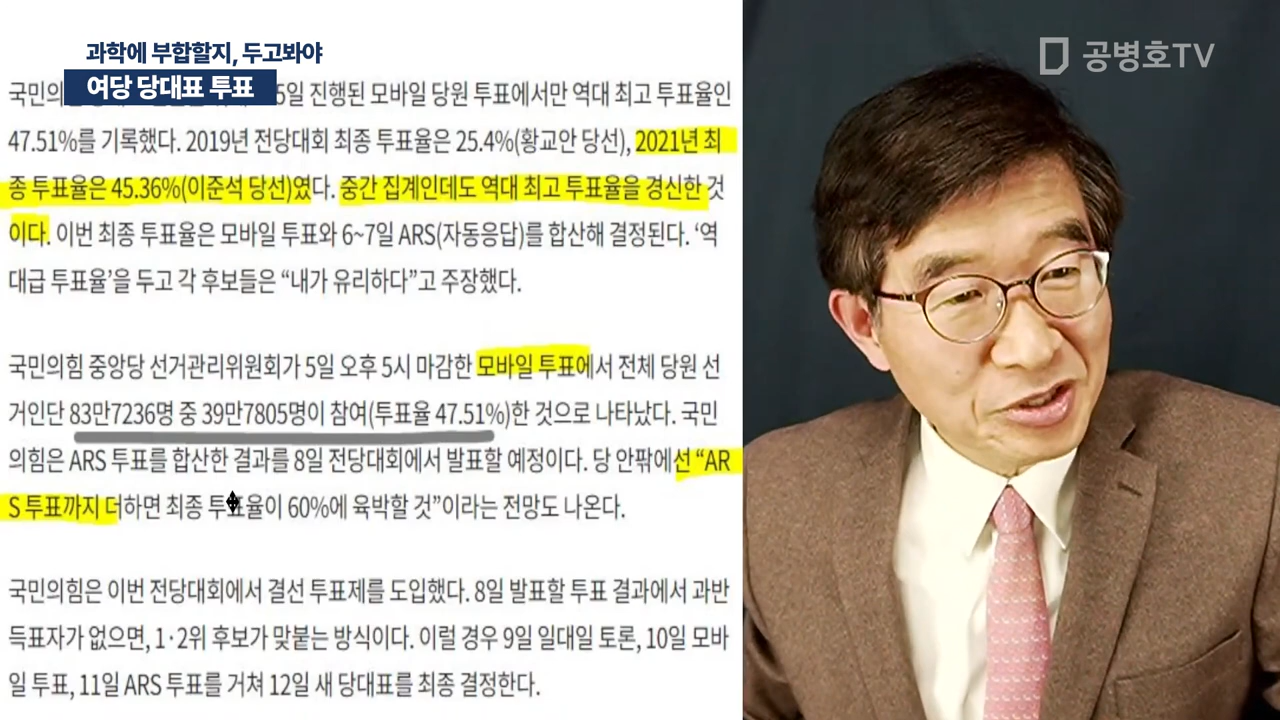 과학에 부합할지, 두고봐야
여당 당대표 투표
공병호TV
국민의 5일 진행된 모바일 당원 투표에서만 역대 최고 투표율인
47.51%를 기록했다. 2019년 전당대회 최종 투표율은 25.4%(황교안 당선), 2021년 최
종 투표율은 45.36%(이준석 당선)였다. 중간 집계인데도 역대 최고 투표율을 경신한 것
이다. 이번 최종 투표율은 모바일 투표와 6~7일 ARS(자동응답)를 합산해 결정된다. ‘역
대급 투표율’을 두고 각 후보들은 “내가 유리하다”고 주장했다.
국민의힘 중앙당 선거관리위원회가 5일 오후 5시 마감한 모바일 투표에서 전체 당원 선
거인단 83만7236명 중 39만7805명이 참여(투표율 47.51%)한 것으로 나타났다. 국민
의힘은 ARS 투표를 합산한 결과를 8일 전당대회에서 발표할 예정이다. 당 안팎에선 “AR
S 투표까지 더하면 최종 투표율이 60%에 육박할 것”이라는 전망도 나온다.
국민의힘은 이번 전당대회에서 결선 투표제를 도입했다. 8일 발표할 투표 결과에서 과반
득표자가 없으면, 1·2위 후보가 맞붙는 방식이다. 이럴 경우 9일 일대일 토론, 10일 모바
일 투표, 11일 ARS 투표를 거쳐 12일 새 당대표를 최종 결정한다.